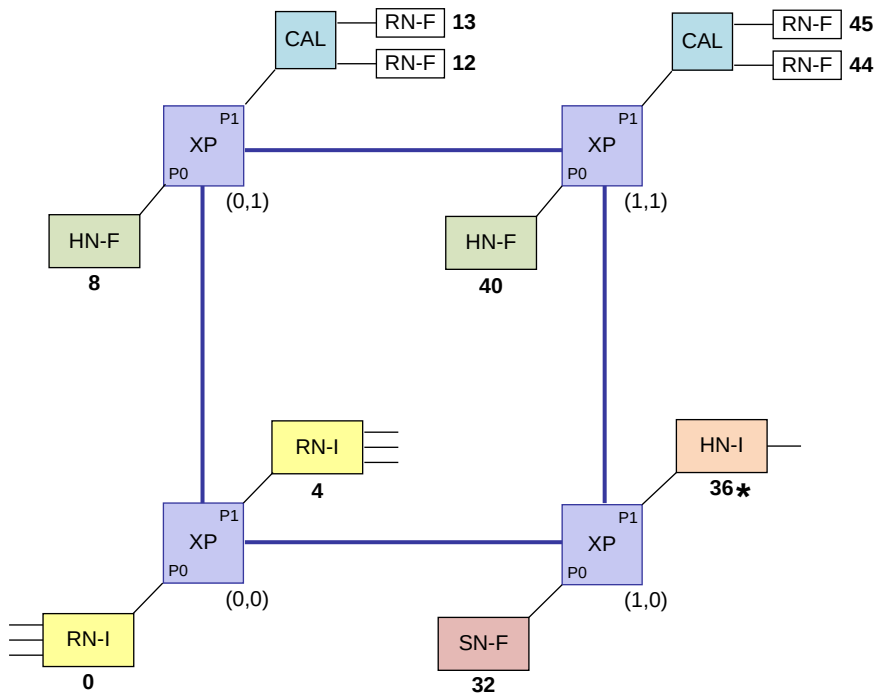 CAL
RN-F 13
RN-F 12
CAL
RN-F 45
RN-F 44
P1
XP
P0
(0,1)
P1
XP
P0
(1,1)
HN-F
8
HN-F
40
RN-I
4
HN-I
36*
P1
XP
P0
(0,0)
P1
XP
P0
(1,0)
RN-I
0
SN-F
32